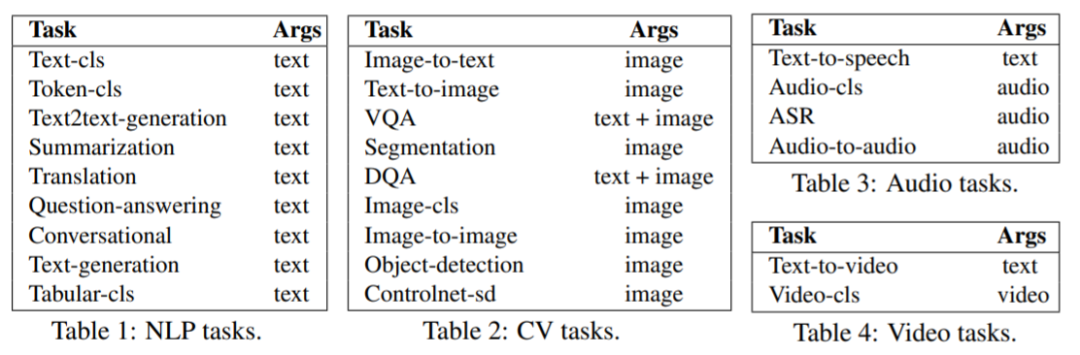 Task Args
Text-cls text
Token-cls text
Text2text-generation text
Summarization text
Translation text
Question-answering text
Conversational text
Text-generation text
Tabular-cls text
Table 1: NLP tasks.
Task Args
Image-to-text image
Text-to-image image
VQA text + image
Segmentation image
DQA text + image
Image-cls image
Image-to-image image
Object-detection image
Controlnet-sd image
Table 2: CV tasks.
Task Args
Text-to-speech text
Audio-cls audio
ASR audio
Audio-to-audio audio
Table 3: Audio tasks.
Task Args
Text-to-video text
Video-cls video
Table 4: Video tasks.